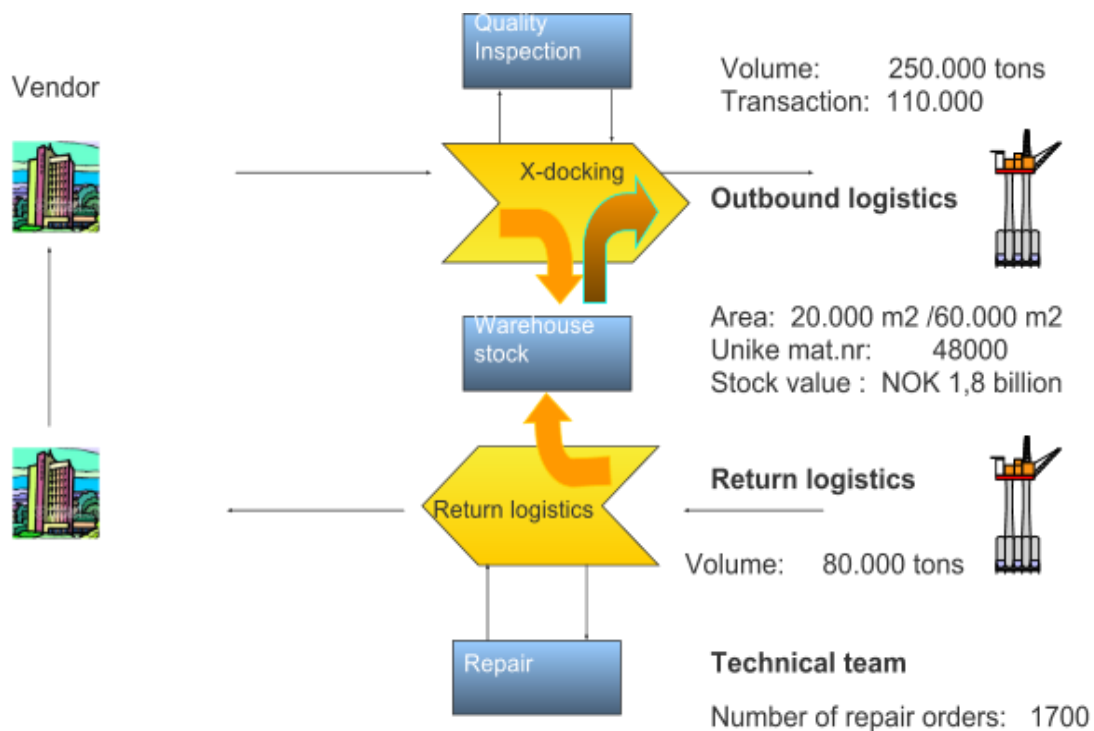 Quality
Inspection
Vendor
Volume: 250.000 tons
Transaction: 110.000
X-docking
Outbound logistics
Warehouse
stock
Area: 20.000 m2 /60.000 m2
Unike mat.nr: 48000
Stock value : NOK 1,8 billion
Return logistics
Return logistics
Volume: 80.000 tons
Repair
Technical team
Number of repair orders: 1700